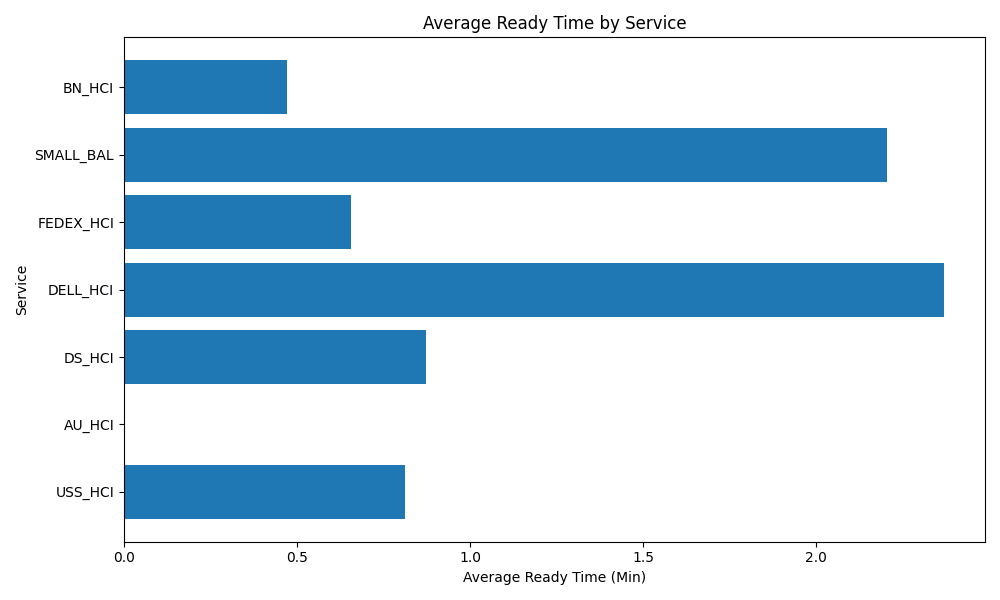 Average Ready Time by Service
BN_HCI
SMALL_BAL
FEDEX_HCI
DELL_HCI
DS_HCI
AU_HCI
USS_HCI
Service
0.0 0.5 1.0 1.5 2.0
Average Ready Time (Min)